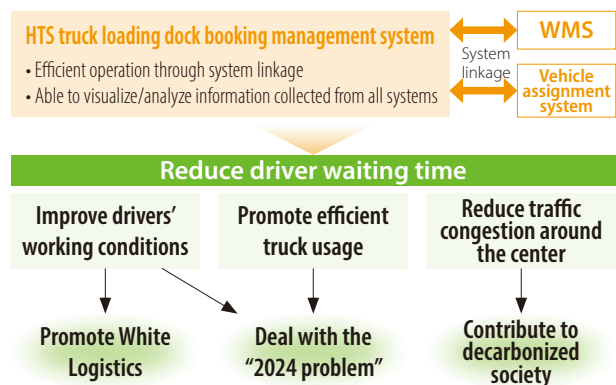 HTS truck loading dock booking management system
• Efficient operation through system linkage
• Able to visualize/analyze information collected from all systems
System
linkage
WMS
Vehicle
assignment
system
Reduce driver waiting time
Improve drivers’
working conditions
Promote efficient
truck usage
Reduce traffic
congestion around
the center
Promote White
Logistics
Deal with the
“2024 problem”
Contribute to
decarbonized
society